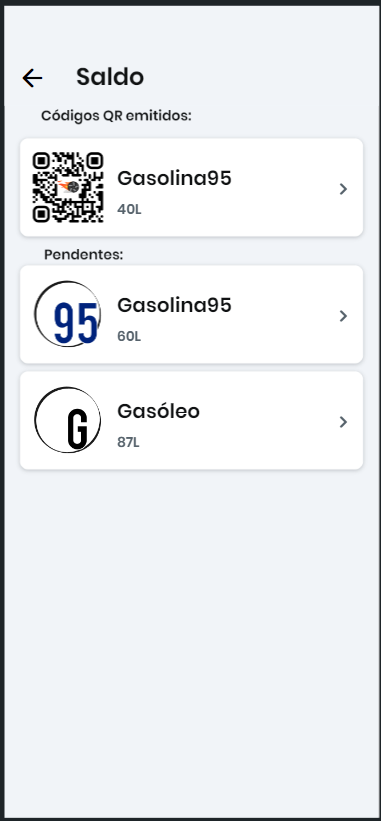 Saldo
Códigos QR emitidos:
Gasolina95
40L
Pendentes:
95
Gasolina95
60L
G
Gasóleo
87L